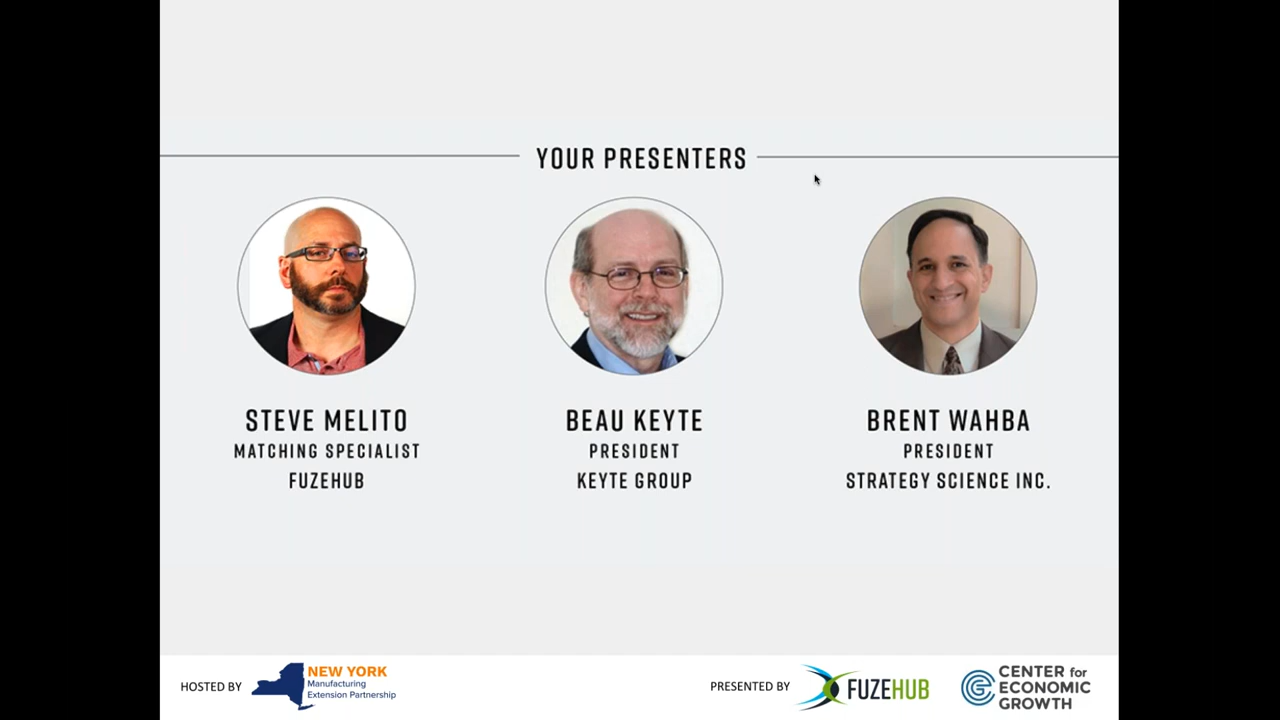 YOUR PRESENTERS
STEVE MELITO
MATCHING SPECIALIST
FUZEHUB
BEAU KEYTE
PRESIDENT
KEYTE GROUP
BRENT WAHBA
PRESIDENT
STRATEGY SCIENCE INC.
HOSTED BY
NEW YORK
Manufacturing
Extension Partnership
PRESENTED BY
FUZEHUB
CENTER for
ECONOMIC
GROWTH